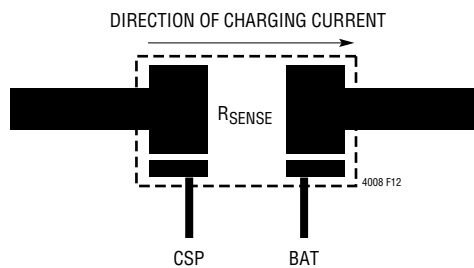 DIRECTION OF CHARGING CURRENT
RSENSE
4008 F12
CSP
BAT